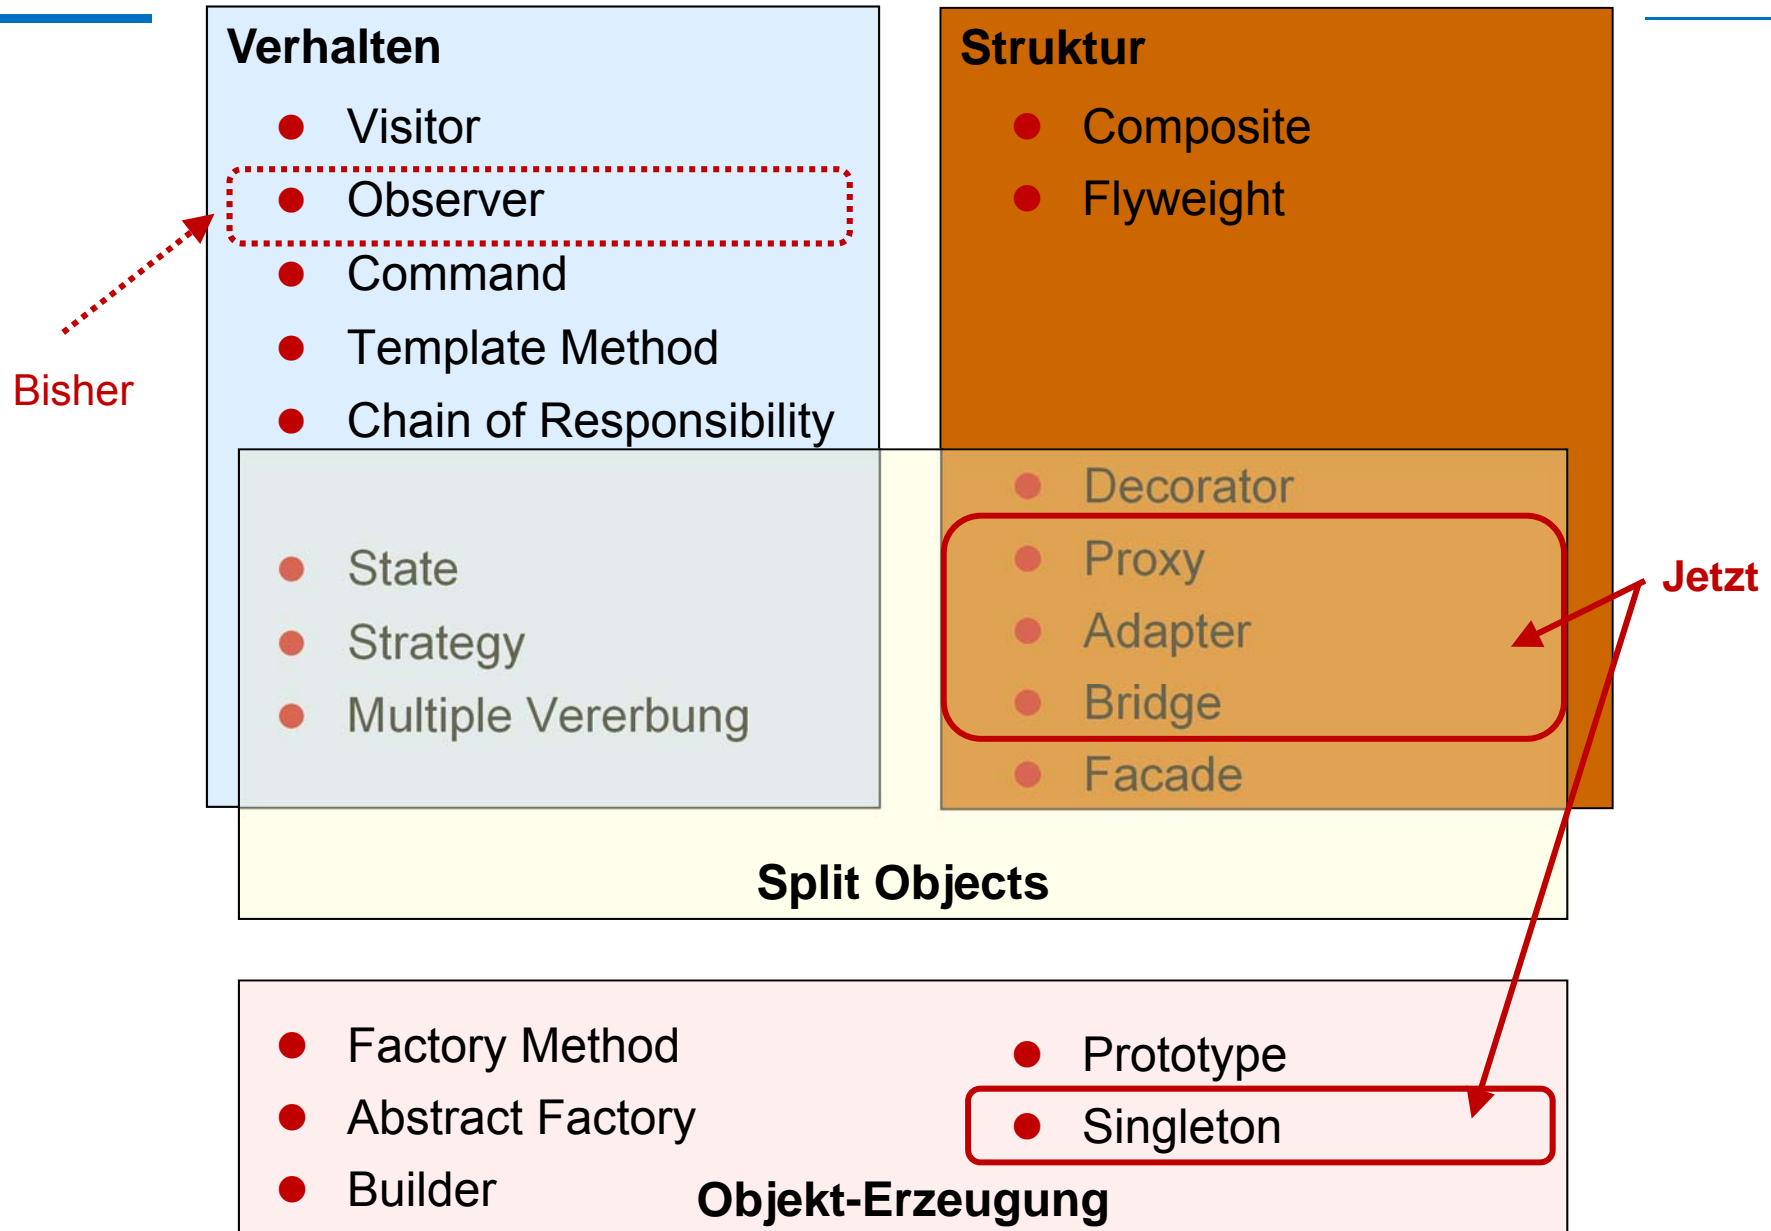 Verhalten
● Visitor
● Observer
● Command
● Template Method
● Chain of Responsibility
● State
● Strategy
● Multiple Vererbung
Struktur
● Composite
● Flyweight
● Decorator
● Proxy
● Adapter
● Bridge
● Facade
Bisher
Jetzt
Split Objects
● Factory Method
● Abstract Factory
● Builder
● Prototype
● Singleton
Objekt-Erzeugung